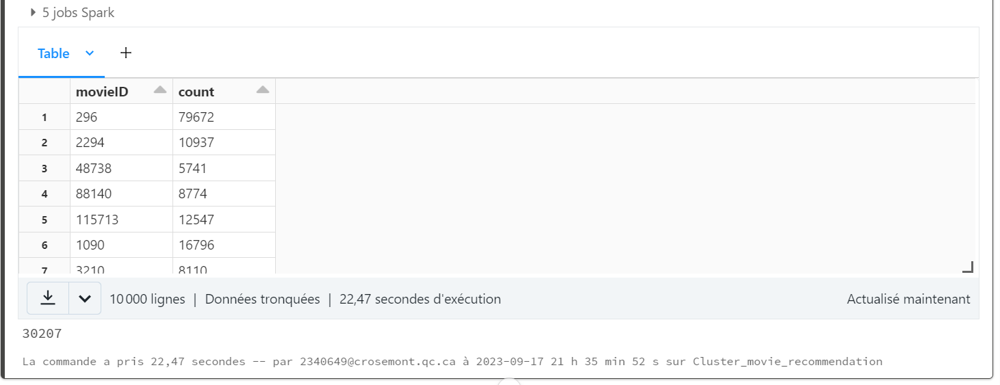 5 jobs Spark
Table +
movieID count
1 296 79672
2 2294 10937
3 48738 5741
4 88140 8774
5 115713 12547
6 1090 16796
7 3210 8110
10 000 lignes | Données tronquées | 22,47 secondes d'exécution Actualisé maintenant
30207
La commande a pris 22,47 secondes -- par 2340649@crosemont.qc.ca à 2023-09-17 21 h 35 min 52 s sur Cluster_movie_recommendation